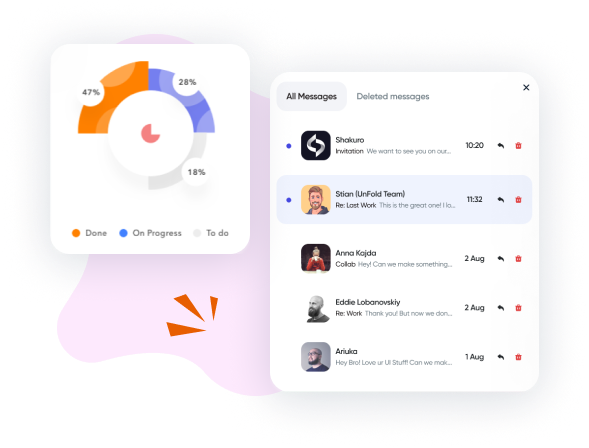 47%
28%
18%
Done On Progress To do
All Messages Deleted messages
Shakuro
Invitation We want to see you on our...
10:20
Stian (UnFold Team)
Re: Last Work This is the great one! I lo...
11:32
Anna Kojda
Collab Hey! Can we make something...
2 Aug
Eddie Lobanovskiy
Re: Work Thank you! But now we don...
2 Aug
Ariuka
Hey Bro! Love ur UI Stuff! Can we mak...
1 Aug